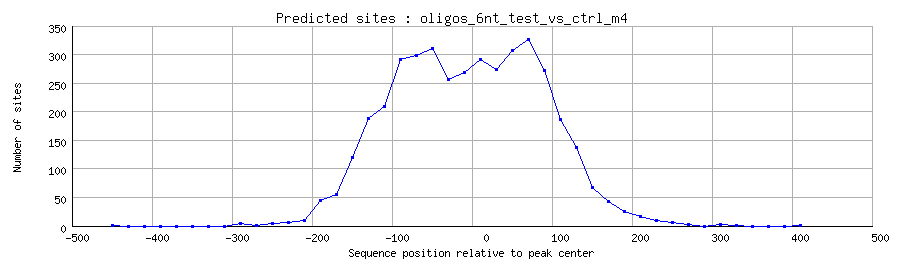 Predicted sites : oligos_6nt_test_vs_ctrl_m4
350
300
250
200
150
100
50
0
Number of sites
-500 -400 -300 -200 -100 0 100 200 300 400 500
Sequence position relative to peak center